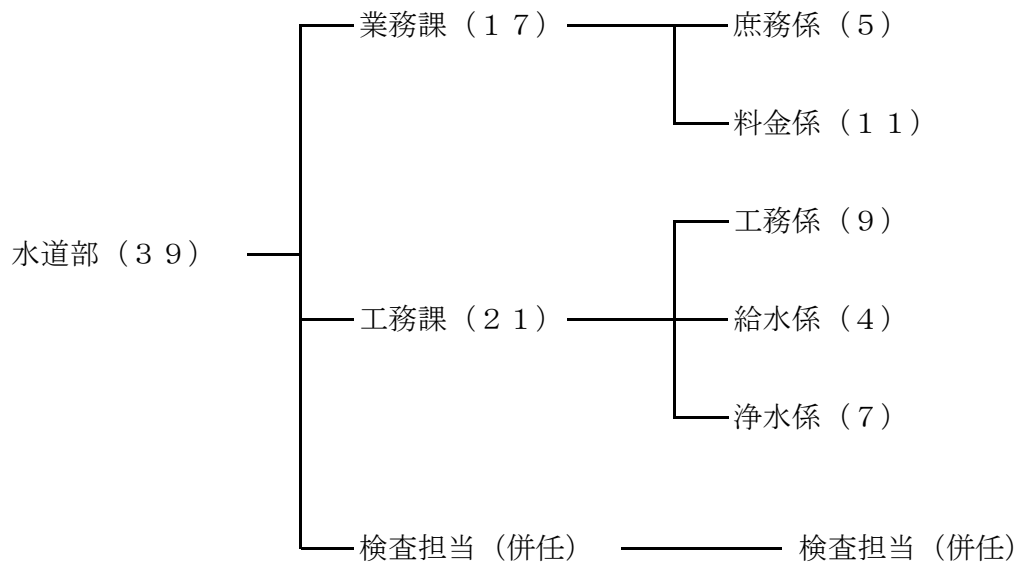 業務課（１７）
庶務係（５）
料金係（１１）
水道部（３９）
工務課（２１）
工務係（９）
給水係（４）
浄水係（７）
検査担当（併任）
検査担当（併任）